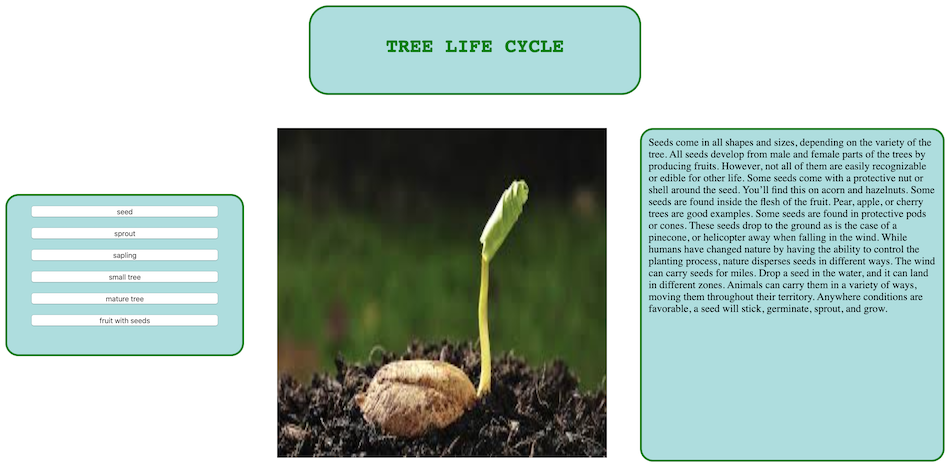 TREE LIFE CYCLE
seed
sprout
sapling
small tree
mature tree
fruit with seeds
Seeds come in all shapes and sizes, depending on the variety of the
tree. All seeds develop from male and female parts of the trees by
producing fruits. However, not all of them are easily recognizable
or edible for other life. Some seeds come with a protective nut or
shell around the seed. You'll find this on acorn and hazelnuts. Some
seeds are found inside the flesh of the fruit. Pear, apple, or cherry
trees are good examples. Some seeds are found in protective pods
or cones. These seeds drop to the ground as is the case of a
pinecone, or helicopter away when falling in the wind. While
humans have changed nature by having the ability to control the
planting process, nature disperses seeds in different ways. The wind
can carry seeds for miles. Drop a seed in the water, and it can land
in different zones. Animals can carry them in a variety of ways,
moving them throughout their territory. Anywhere conditions are
favorable, a seed will stick, germinate, sprout, and grow.